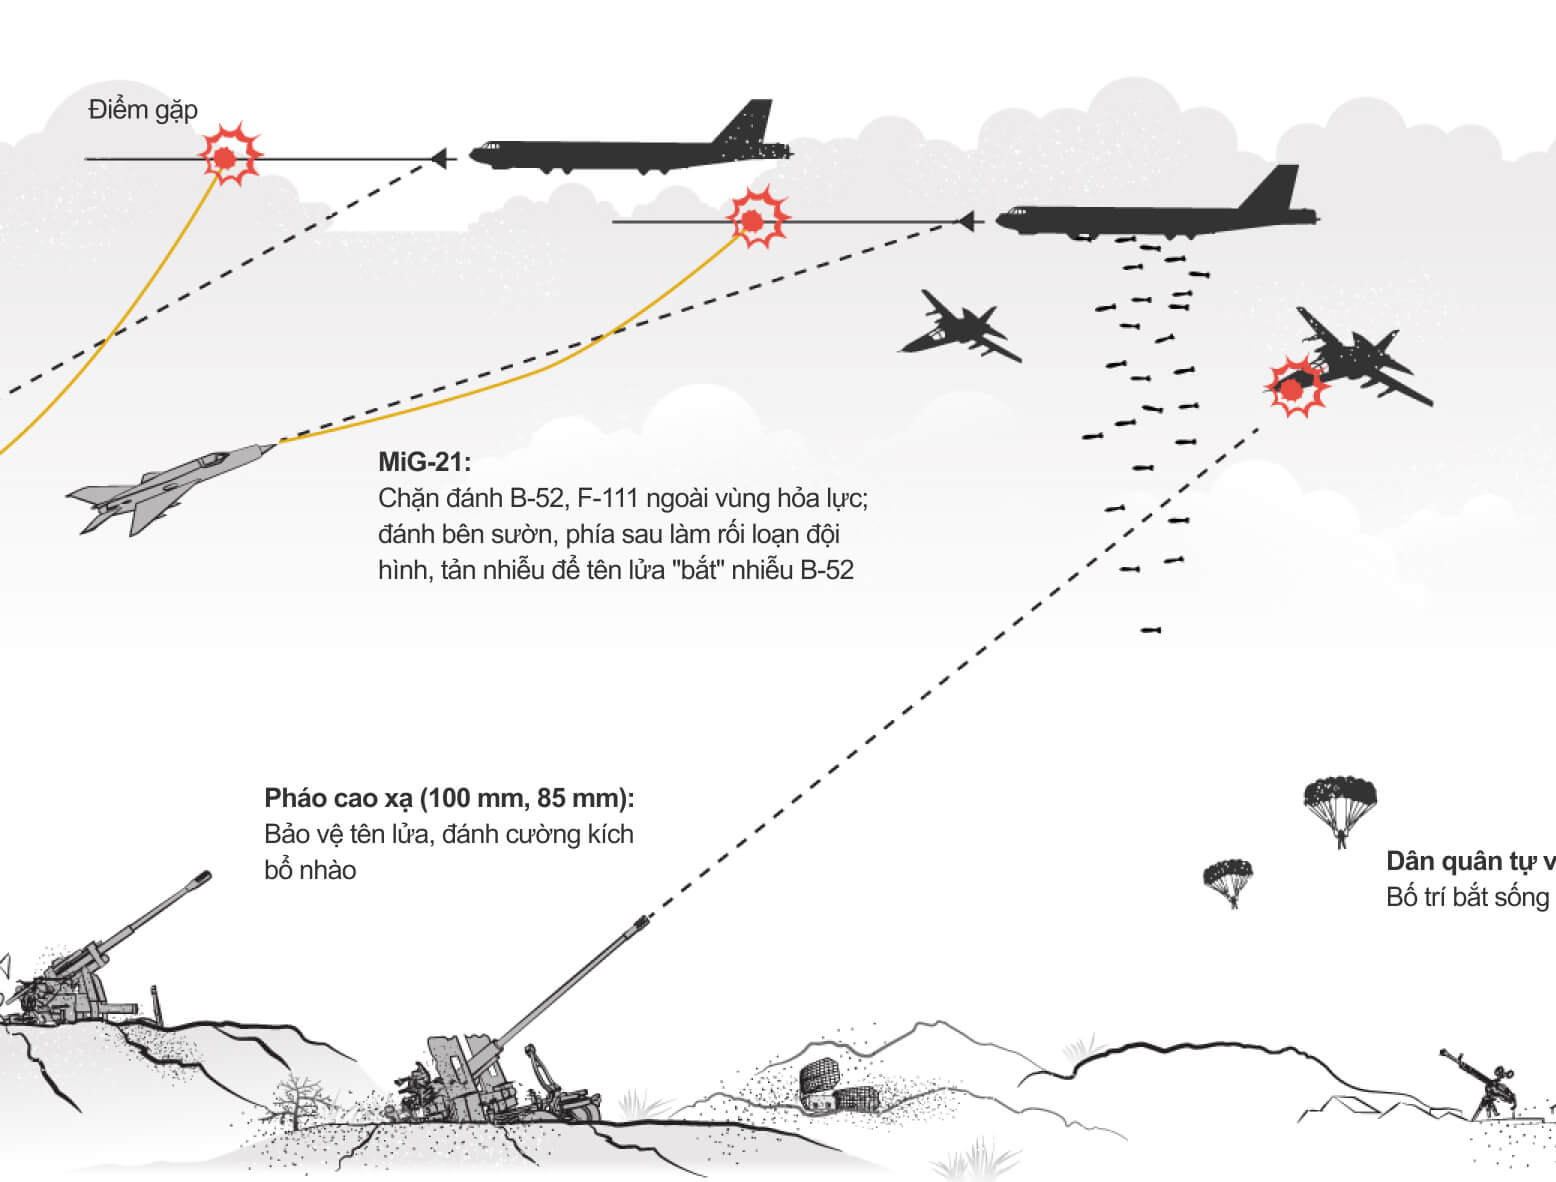 Điểm gặp
MiG-21:
Chặn đánh B-52, F-111 ngoài vùng hỏa lực;
đánh bên sườn, phía sau làm rối loạn đội
hình, tản nhiễu để tên lửa "bắt" nhiễu B-52
Pháo cao xạ (100 mm, 85 mm):
Bảo vệ tên lửa, đánh cường kích
bổ nhào
Dân quân tự v
Bố trí bắt sống